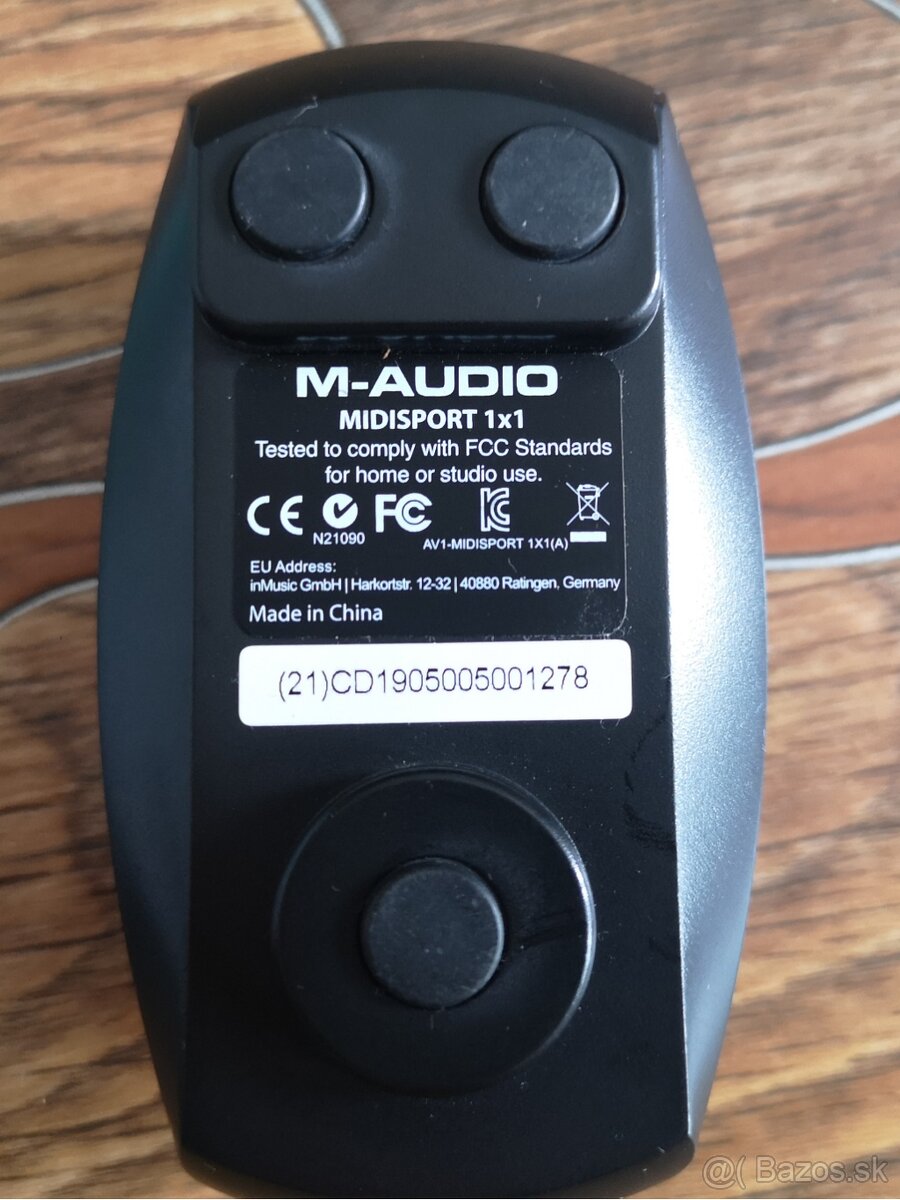 M-AUDIO
MIDISPORT 1x1
Tested to comply with FCC Standards
for home or studio use.
CE FC
N21090
AV1-MIDISPORT 1X1(A)
EU Address:
inMusic GmbH | Harkortstr. 12-32 | 40880 Ratingen, Germany
Made in China
(21)CD1905005001278
@( Bazos.sk